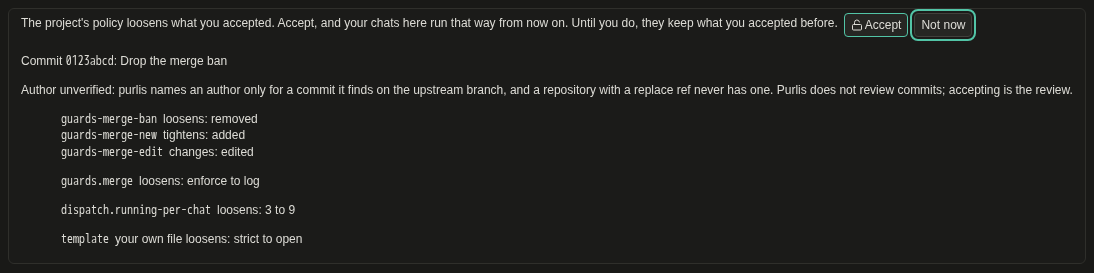 The project's policy loosens what you accepted. Accept, and your chats here run that way from now on. Until you do, they keep what you accepted before. Accept Not now
Commit 0123abcd: Drop the merge ban
Author unverified: purlis names an author only for a commit it finds on the upstream branch, and a repository with a replace ref never has one. Purlis does not review commits; accepting is the review.
guards-merge-ban loosens: removed
guards-merge-new tightens: added
guards-merge-edit changes: edited
guards.merge loosens: enforce to log
dispatch.running-per-chat loosens: 3 to 9
template your own file loosens: strict to open